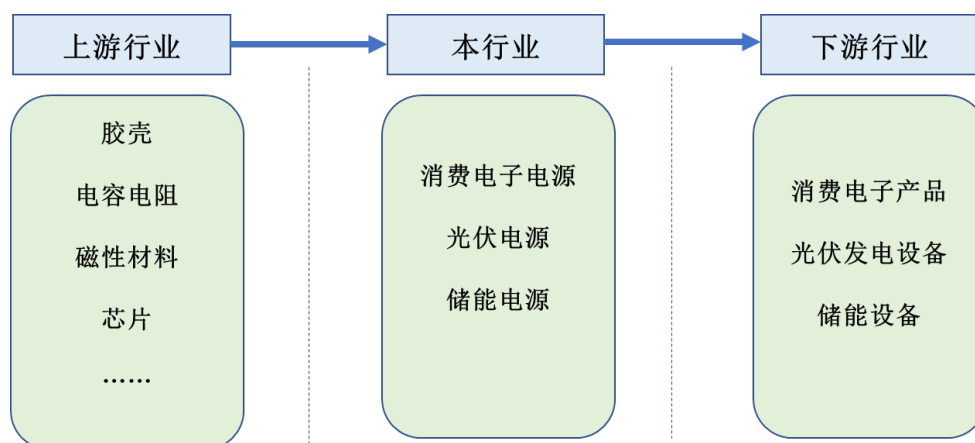 上游行业
本行业
下游行业
胶壳
电容电阻
磁性材料
芯片
……
消费电子电源
光伏电源
储能电源
消费电子产品
光伏发电设备
储能设备